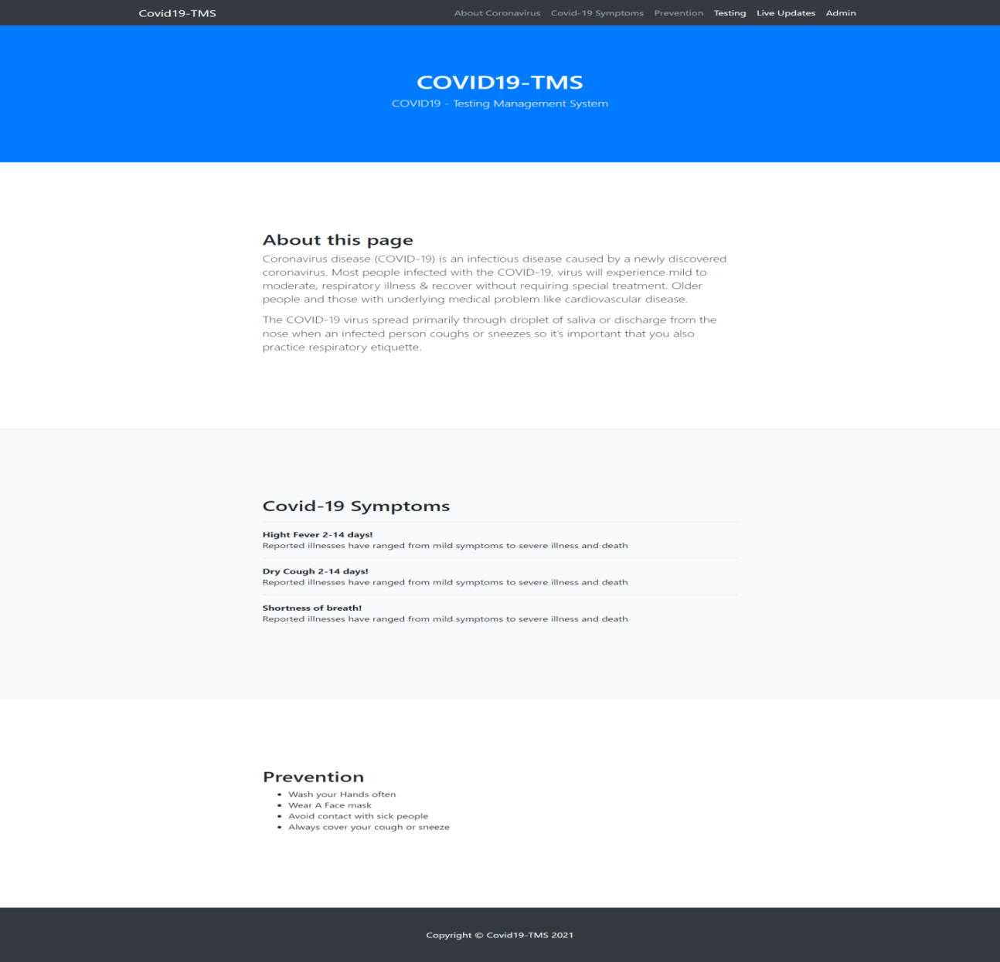 Covid19-TMS
About Coronavirus Covid-19 Symptoms Prevention Testing Live Updates Admin
COVID19-TMS
COVID19 - Testing Management System
About this page
Coronavirus disease (COVID-19) is an infectious disease caused by a newly discovered
coronavirus. Most people infected with the COVID-19, virus will experience mild to
moderate, respiratory illness & recover without requiring special treatment. Older
people and those with underlying medical problem like cardiovascular disease.
The COVID-19 virus spread primarily through droplet of saliva or discharge from the
nose when an infected person coughs or sneezes so it's important that you also
practice respiratory etiquette.
Covid-19 Symptoms
Hight Fever 2-14 days!
Reported illnesses have ranged from mild symptoms to severe illness and death
Dry Cough 2-14 days!
Reported illnesses have ranged from mild symptoms to severe illness and death
Shortness of breath!
Reported illnesses have ranged from mild symptoms to severe illness and death
Prevention
• Wash your Hands often
• Wear A Face mask
• Avoid contact with sick people
• Always cover your cough or sneeze
Copyright © Covid19-TMS 2021